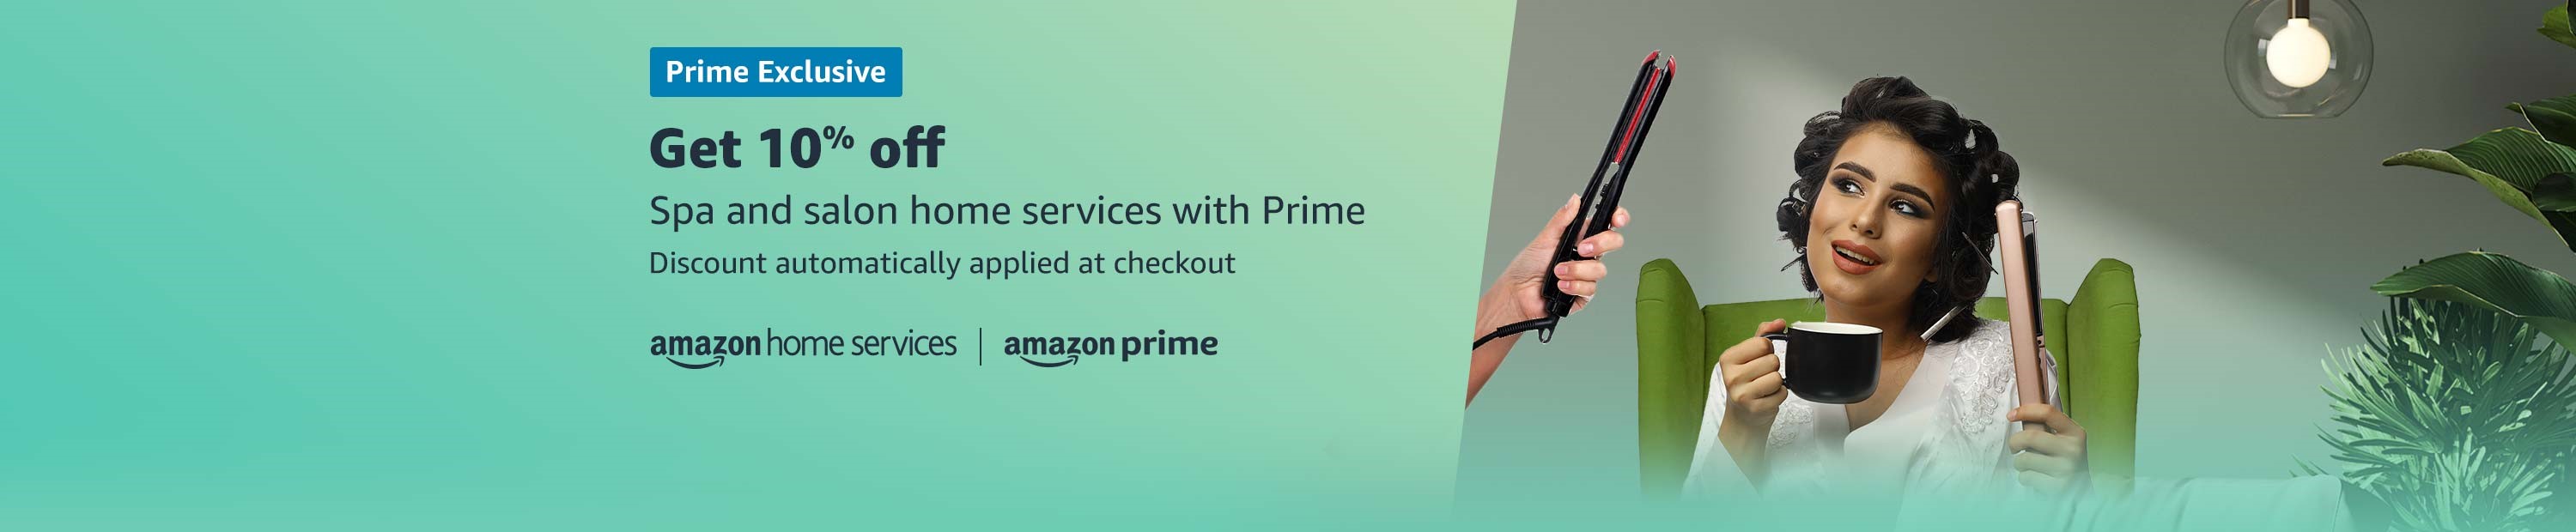 Prime Exclusive
Get 10% off
Spa and salon home services with Prime
Discount automatically applied at checkout
amazon home services | amazon prime